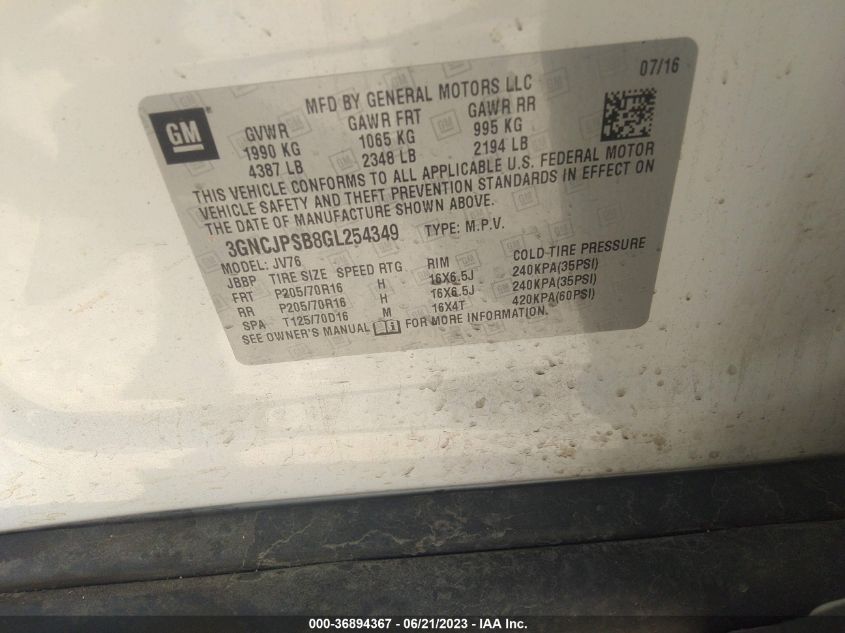 07/16
MFD BY GENERAL MOTORS LLC
GM
GVWR GAWR FRT GAWR RR
1990 KG 1065 KG 995 KG
4387 LB 2348 LB 2194 LB
THIS VEHICLE CONFORMS TO ALL APPLICABLE U.S. FEDERAL MOTOR
VEHICLE SAFETY AND THEFT PREVENTION STANDARDS IN EFFECT ON
THE DATE OF MANUFACTURE SHOWN ABOVE.
3GNCJPSB8GL254349 TYPE: M.P.V.
MODEL: JV76
JBBP TIRE SIZE SPEED RTG RIM COLD TIRE PRESSURE
FRT P205/70R16 H 16X6.5J 240KPA(35PSI)
RR P205/70R16 H 16X6.5J 240KPA(35PSI)
SPA T125/70D16 M 16X4T 420KPA(60PSI)
SEE OWNER'S MANUAL FOR MORE INFORMATION.
000-36894367 - 06/21/2023 - IAA Inc.